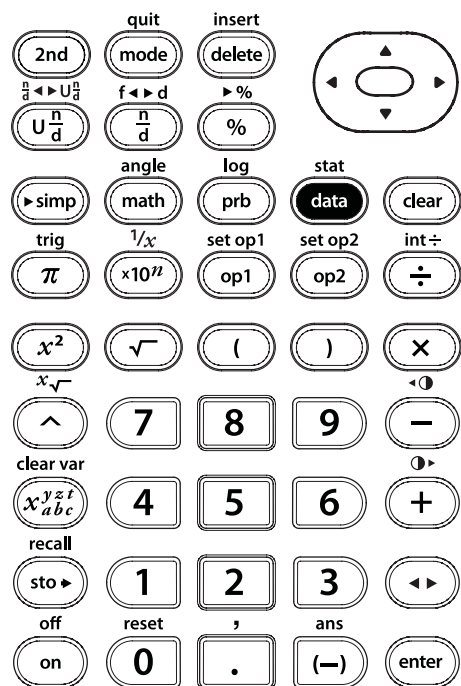 quit insert
2nd mode delete
n/d ◂ ▸ U n/d f ◂ ▸ d ▸ %
U n/d n/d %
angle log stat
▸ simp math prb data clear
trig 1/x set op1 set op2 int ÷
π ×10ⁿ op1 op2 ÷
x² √ ( ) ×
x√ ◂ ◑
^ 7 8 9 −
clear var ◑ ▸
x y z t a b c 4 5 6 +
recall
sto ▸ 1 2 3 ◂ ▸
off reset , ans
on 0 . (−) enter